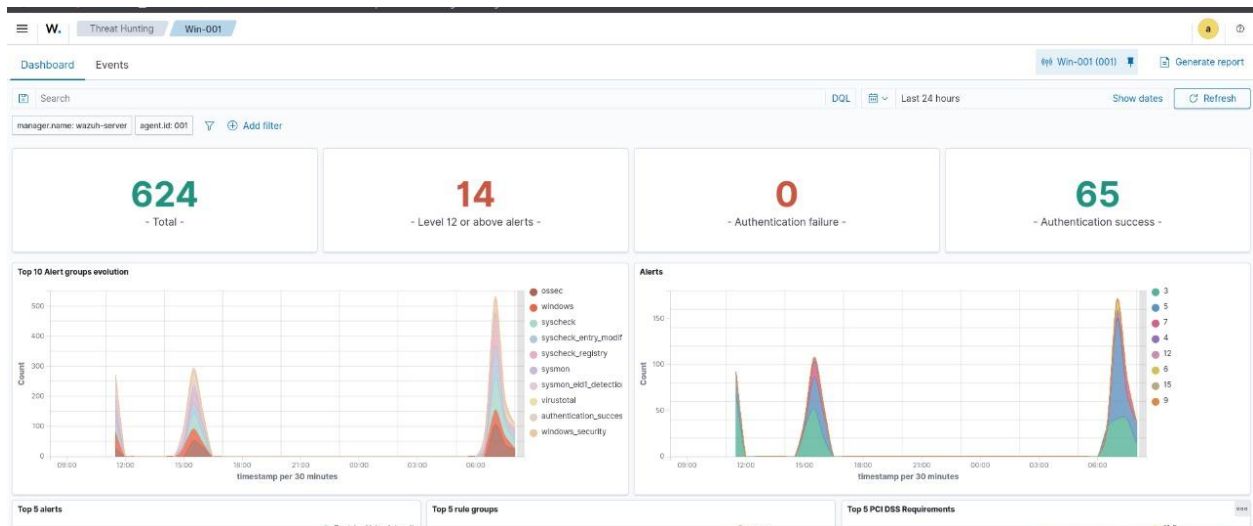 W. Threat Hunting Win-001 a
Dashboard Events Win-001 (001) Generate report
Search DQL Last 24 hours Show dates Refresh
manager.name: wazuh-server agent.id: 001 Add filter
624
- Total -
14
- Level 12 or above alerts -
0
- Authentication failure -
65
- Authentication success -
Top 10 Alert groups evolution
500
400
300
200
100
0
Count
09:00 12:00 15:00 18:00 21:00 00:00 03:00 06:00
timestamp per 30 minutes
ossec
windows
syscheck
syscheck_entry_modif
syscheck_registry
sysmon
sysmon_eid1_detectio
virustotal
authentication_succes
windows_security
Alerts
150
100
50
0
Count
09:00 12:00 15:00 18:00 21:00 00:00 03:00 06:00
timestamp per 30 minutes
3
5
7
4
12
6
15
9
Top 5 alerts
Top 5 rule groups
Top 5 PCI DSS Requirements